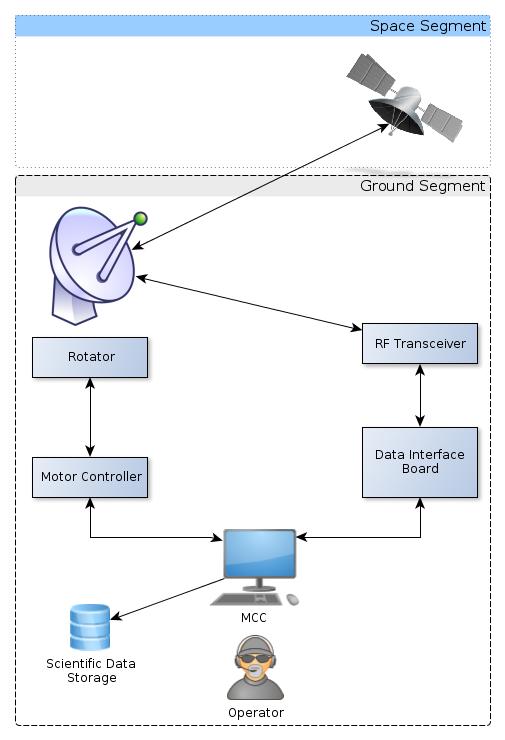 Space Segment
Ground Segment
Rotator
RF Transceiver
Motor Controller
Data Interface
Board
MCC
Scientific Data
Storage
Operator